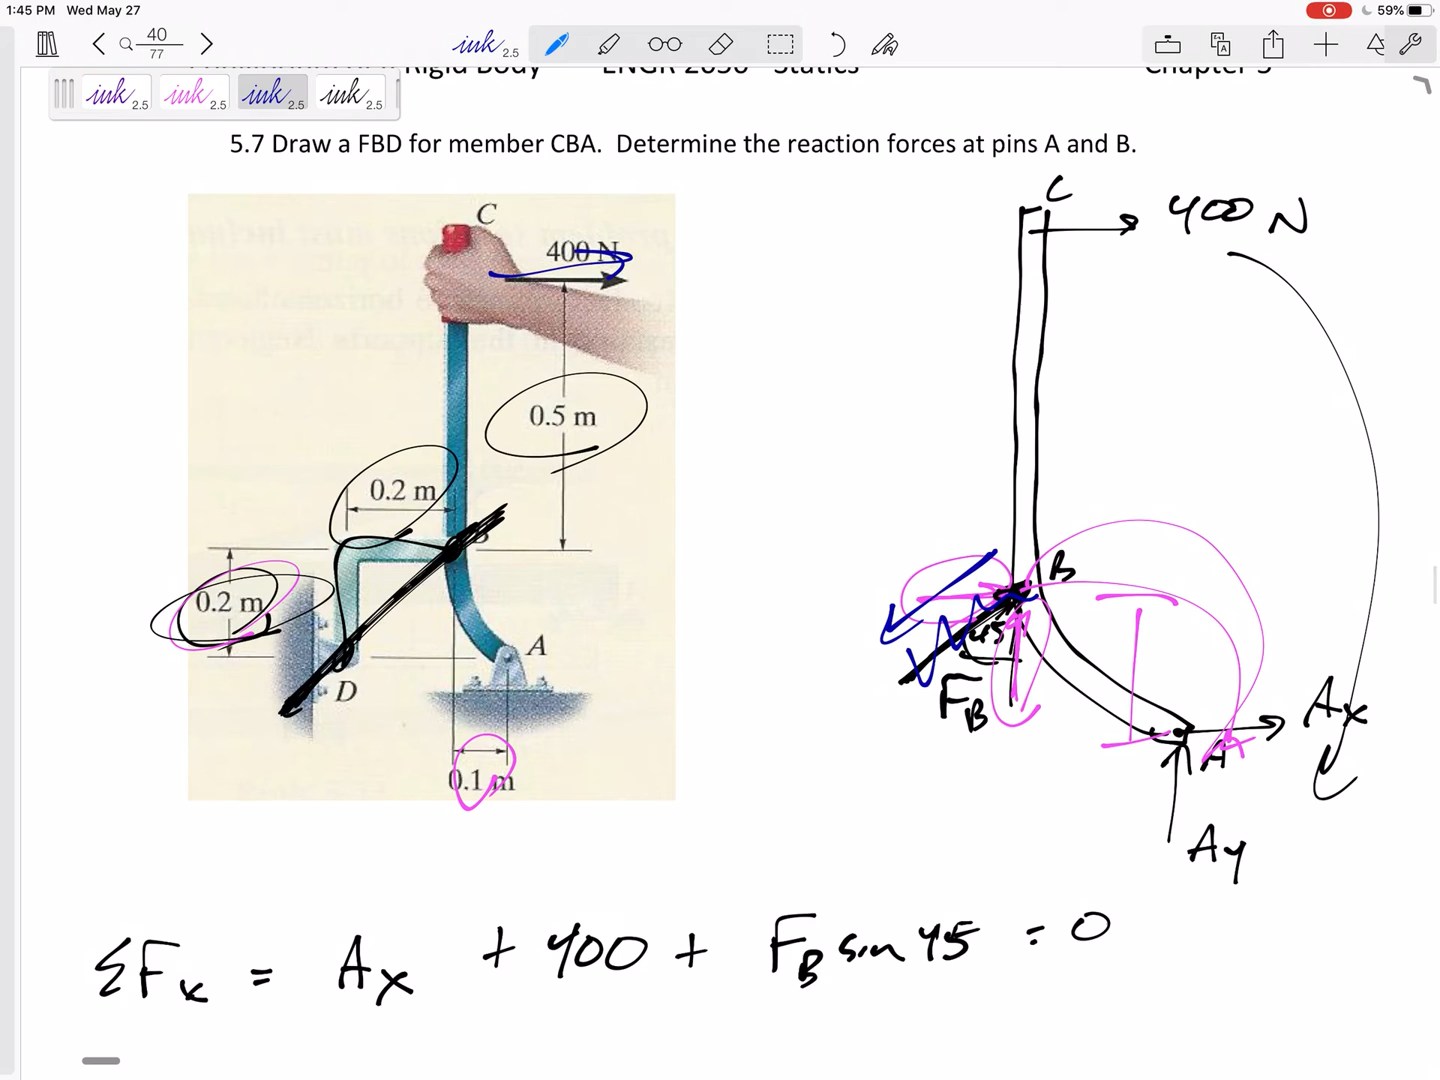 1:45 PM Wed May 27
59%
40
77
ink 2.5
Rigid Body ENGR 2030 Statics Chapter 5
ink 2.5 ink 2.5 ink 2.5 ink 2.5
5.7 Draw a FBD for member CBA. Determine the reaction forces at pins A and B.
C
400 N
0.5 m
0.2 m
B
0.2 m
A
D
0.1 m
C
400 N
B
45
FB
Ax
A
Ay
ΣFx = Ax + 400 + FB sin 45 = 0